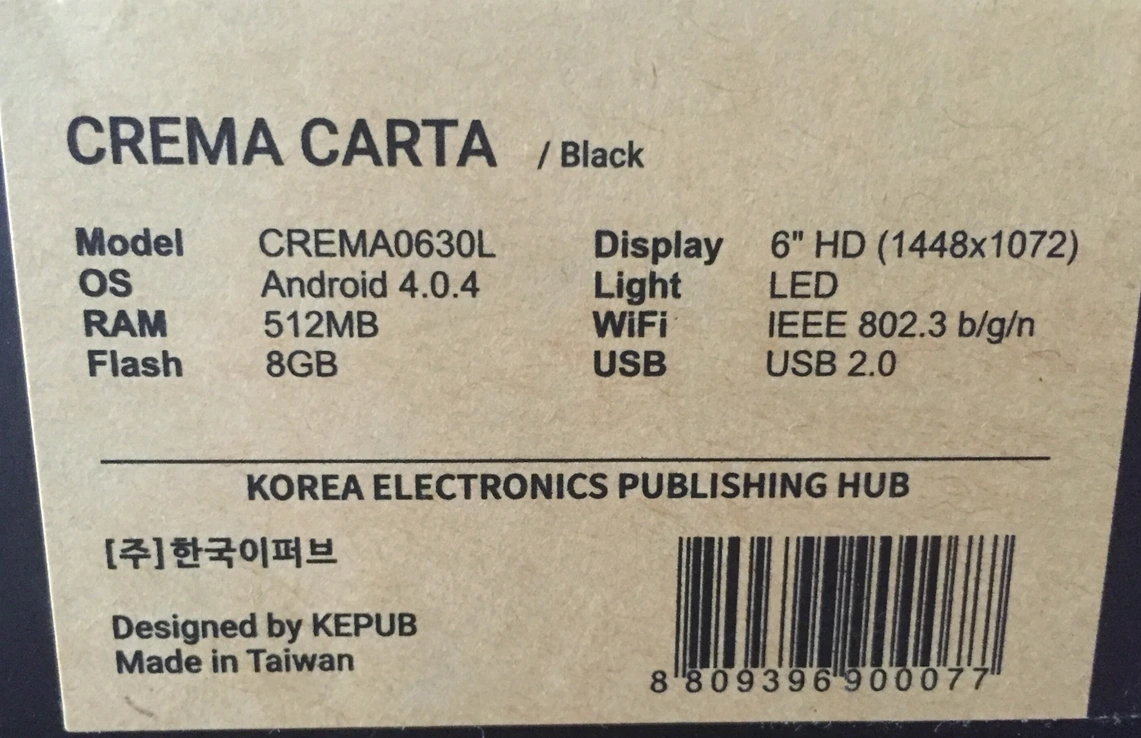 CREMA CARTA / Black
Model CREMA0630L Display 6" HD (1448x1072)
OS Android 4.0.4 Light LED
RAM 512MB WiFi IEEE 802.3 b/g/n
Flash 8GB USB USB 2.0
KOREA ELECTRONICS PUBLISHING HUB
[주]한국이퍼브
Designed by KEPUB
Made in Taiwan
8 809396 900077